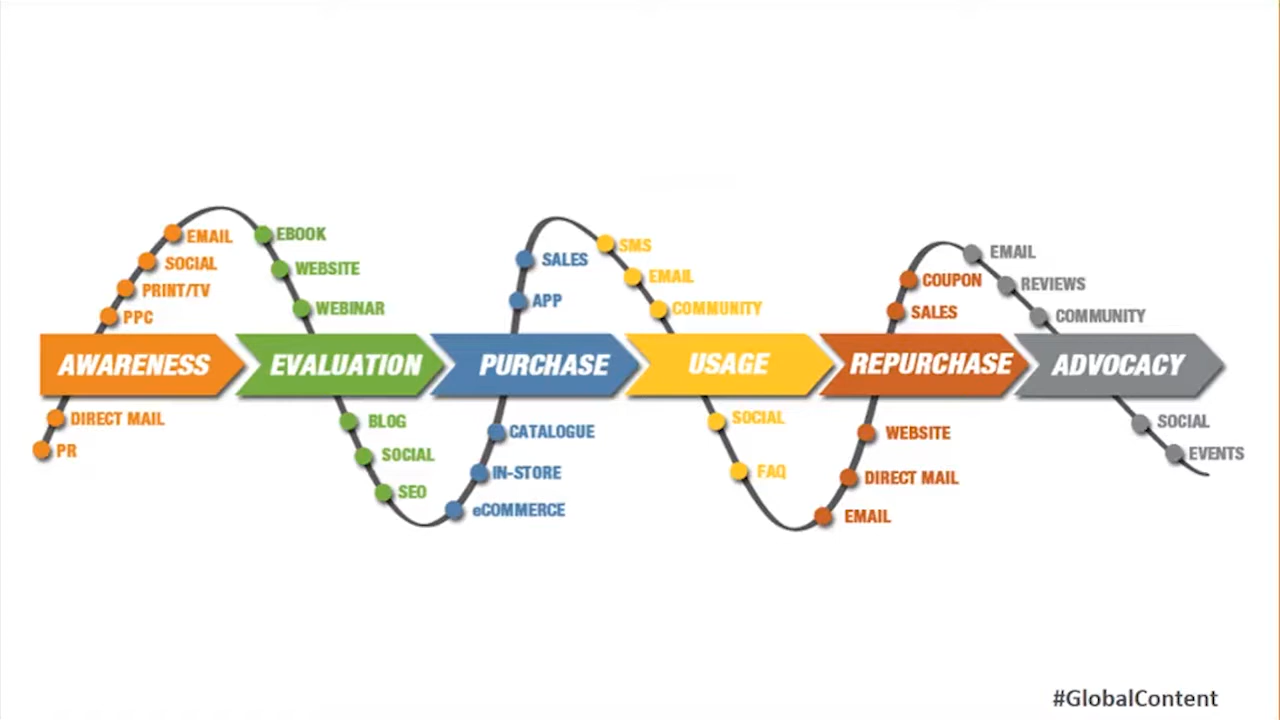 EMAIL
SOCIAL
PRINT/TV
PPC
AWARENESS
DIRECT MAIL
PR
EBOOK
WEBSITE
WEBINAR
EVALUATION
BLOG
SOCIAL
SEO
SALES
APP
PURCHASE
CATALOGUE
IN-STORE
eCOMMERCE
SMS
EMAIL
COMMUNITY
USAGE
SOCIAL
FAQ
COUPON
SALES
REPURCHASE
WEBSITE
DIRECT MAIL
EMAIL
EMAIL
REVIEWS
COMMUNITY
ADVOCACY
SOCIAL
EVENTS
#GlobalContent